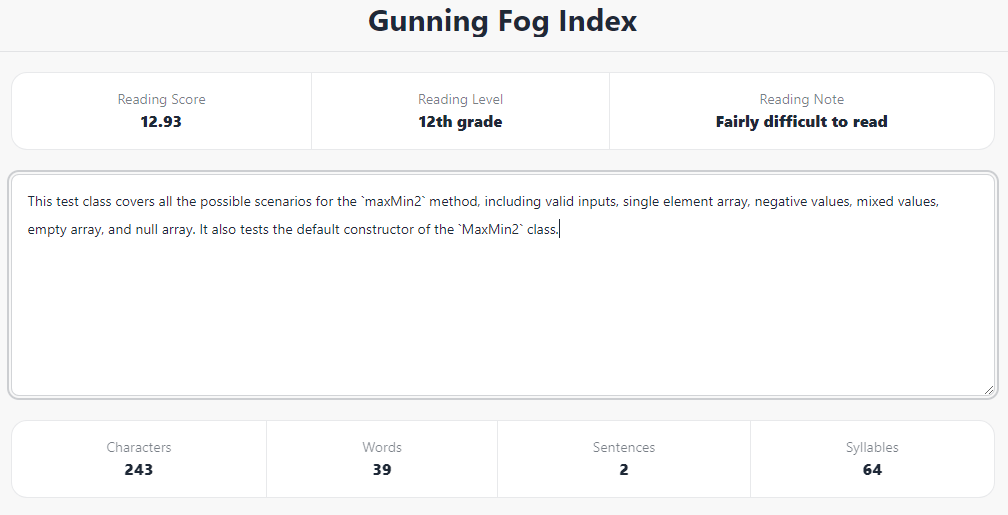 Gunning Fog Index
Reading Score
12.93
Reading Level
12th grade
Reading Note
Fairly difficult to read
This test class covers all the possible scenarios for the `maxMin2` method, including valid inputs, single element array, negative values, mixed values,
empty array, and null array. It also tests the default constructor of the `MaxMin2` class.
Characters
243
Words
39
Sentences
2
Syllables
64